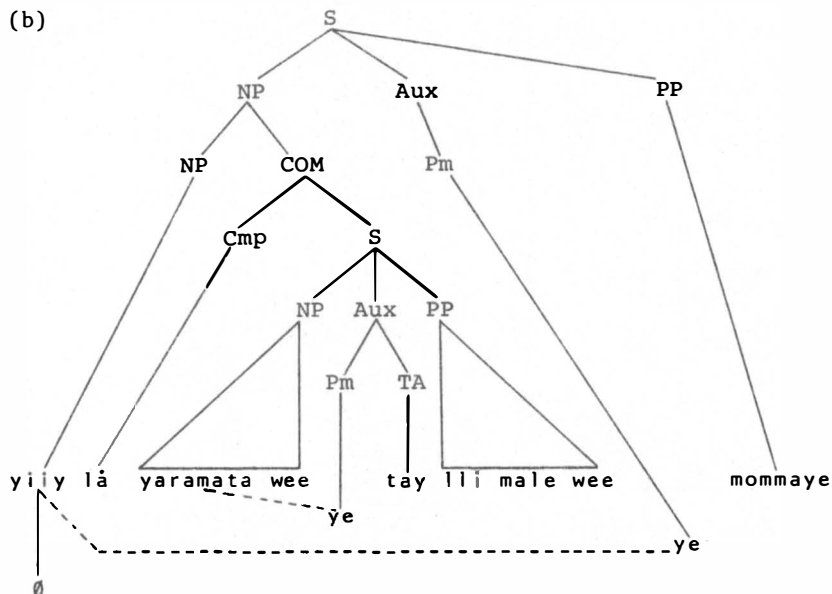 (b)
S
NP Aux PP
NP COM Pm
Cmp S
NP Aux PP
Pm TA
yiiy lả yaramata wee tay lli male wee mommaye
ye
ye
ø